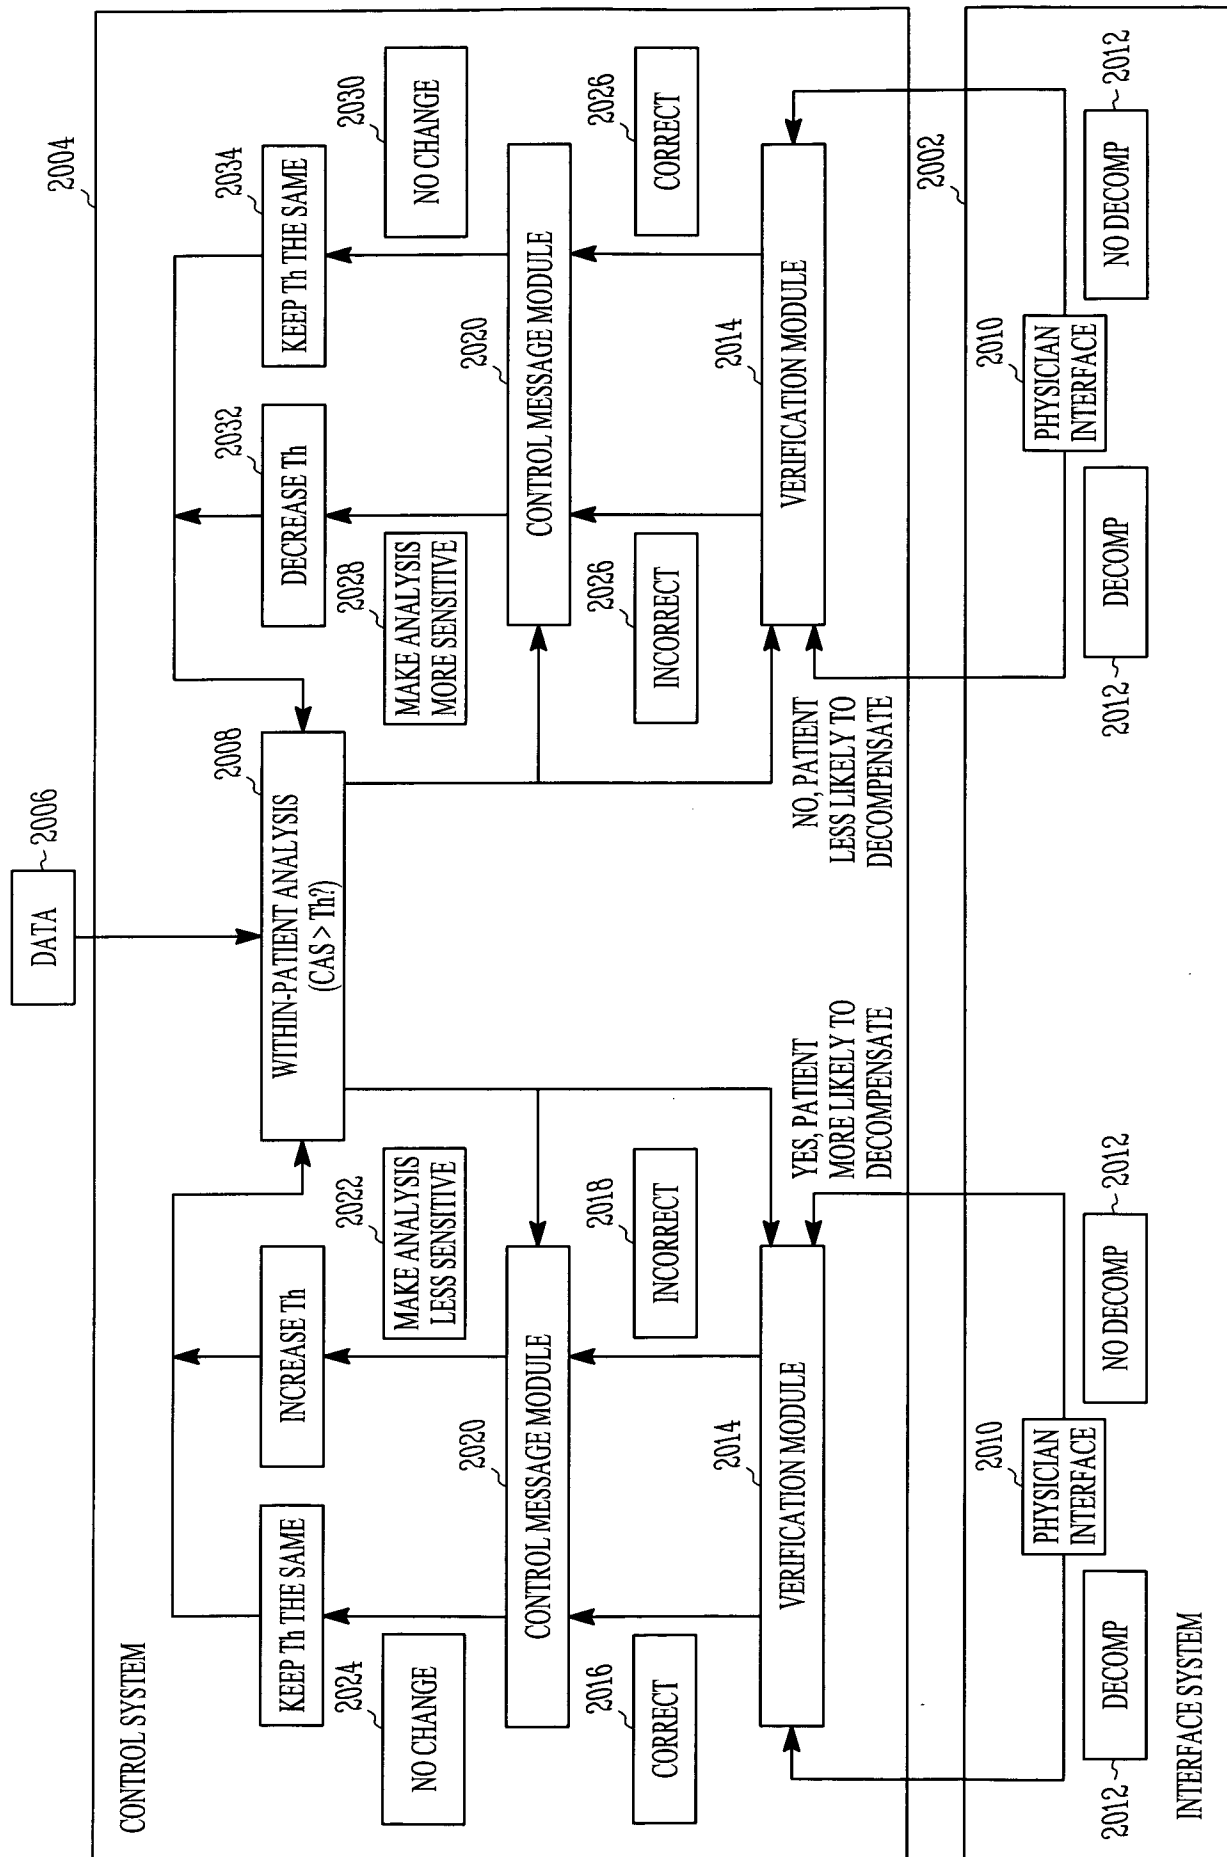 DATA
2006
2004
CONTROL SYSTEM
WITHIN-PATIENT ANALYSIS
(CAS > Th?)
2008
KEEP Th THE SAME
INCREASE Th
DECREASE Th
2032
KEEP Th THE SAME
2034
2024
NO CHANGE
2022
MAKE ANALYSIS
LESS SENSITIVE
2028
MAKE ANALYSIS
MORE SENSITIVE
2030
NO CHANGE
CONTROL MESSAGE MODULE
2020
CONTROL MESSAGE MODULE
2020
2016
CORRECT
2018
INCORRECT
2026
INCORRECT
2026
CORRECT
VERIFICATION MODULE
2014
VERIFICATION MODULE
2014
YES, PATIENT
MORE LIKELY TO
DECOMPENSATE
NO, PATIENT
LESS LIKELY TO
DECOMPENSATE
2002
PHYSICIAN
INTERFACE
2010
PHYSICIAN
INTERFACE
2010
2012
DECOMP
NO DECOMP
2012
2012
DECOMP
NO DECOMP
2012
INTERFACE SYSTEM